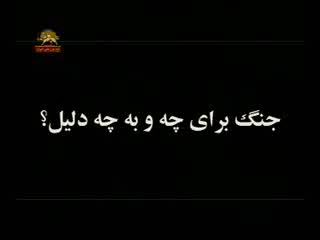 جنگ برای چه و به چه دلیل؟